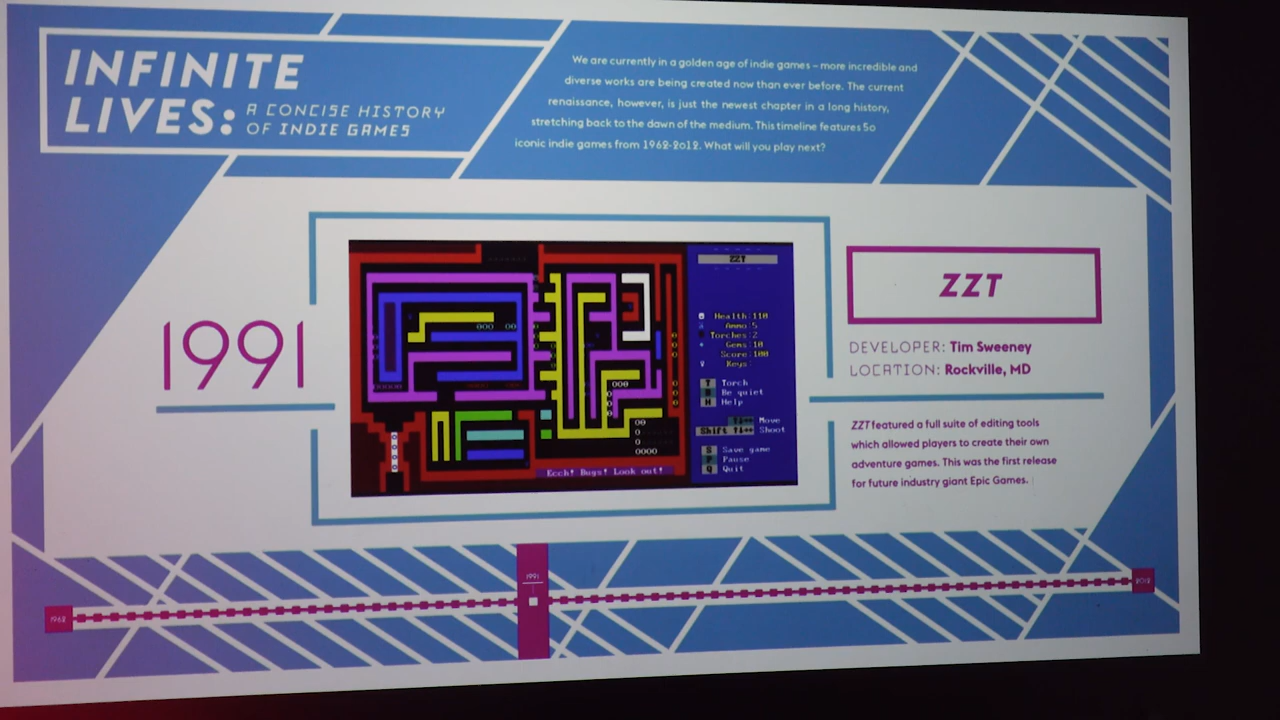 INFINITE
LIVES: A CONCISE HISTORY
OF INDIE GAMES
We are currently in a golden age of indie games – more incredible and
diverse works are being created now than ever before. The current
renaissance, however, is just the newest chapter in a long history,
stretching back to the dawn of the medium. This timeline features 50
iconic indie games from 1962-2012. What will you play next?
1991
ZZT
Health:110
Ammo:5
Torches:2
Gems:10
Score:100
Keys:
T Torch
B Be quiet
H Help
Move
Shift Shoot
S Save game
P Pause
Q Quit
Ecch! Bugs! Look out!
ZZT
DEVELOPER: Tim Sweeney
LOCATION: Rockville, MD
ZZT featured a full suite of editing tools
which allowed players to create their own
adventure games. This was the first release
for future industry giant Epic Games.
1962
1991
2012